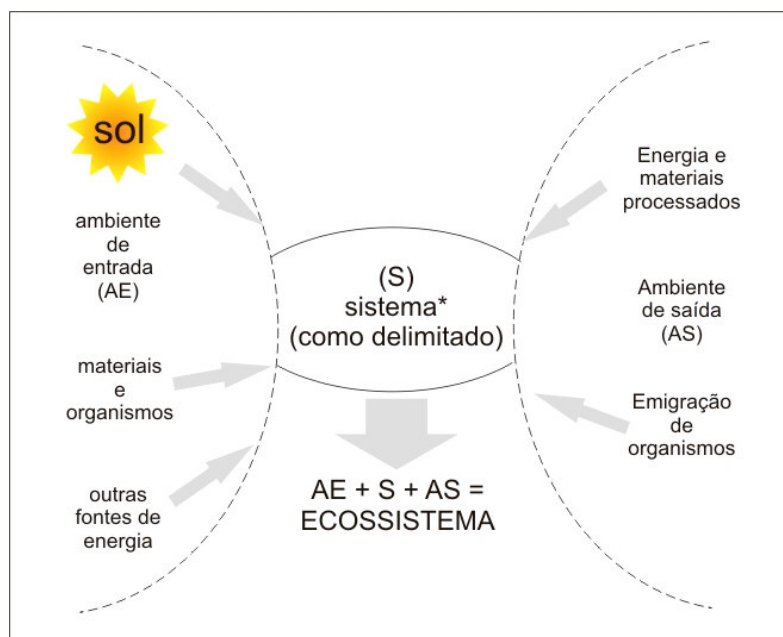 sol
ambiente
de
entrada
(AE)
materiais
e
organismos
outras
fontes de
energia
(S)
sistema*
(como delimitado)
AE + S + AS =
ECOSSISTEMA
Energia e
materiais
processados
Ambiente
de saída
(AS)
Emigração
de
organismos